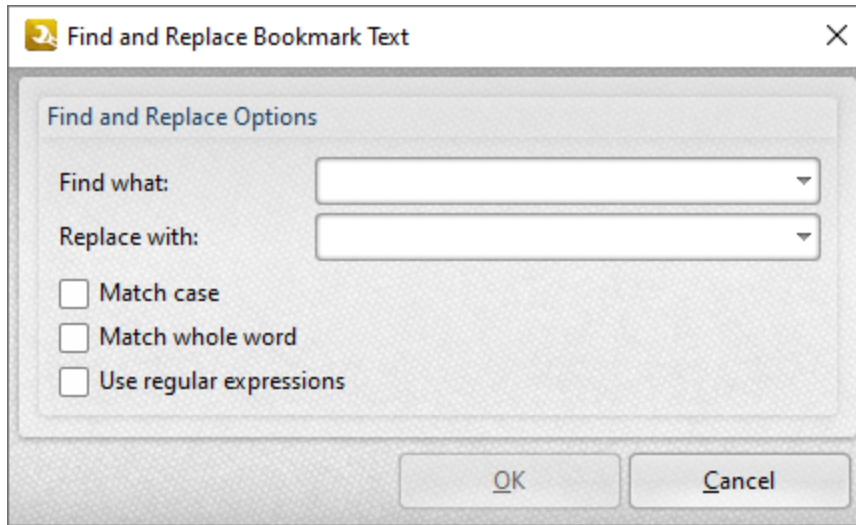 Find and Replace Bookmark Text
Find and Replace Options
Find what:
Replace with:
Match case
Match whole word
Use regular expressions
OK
Cancel